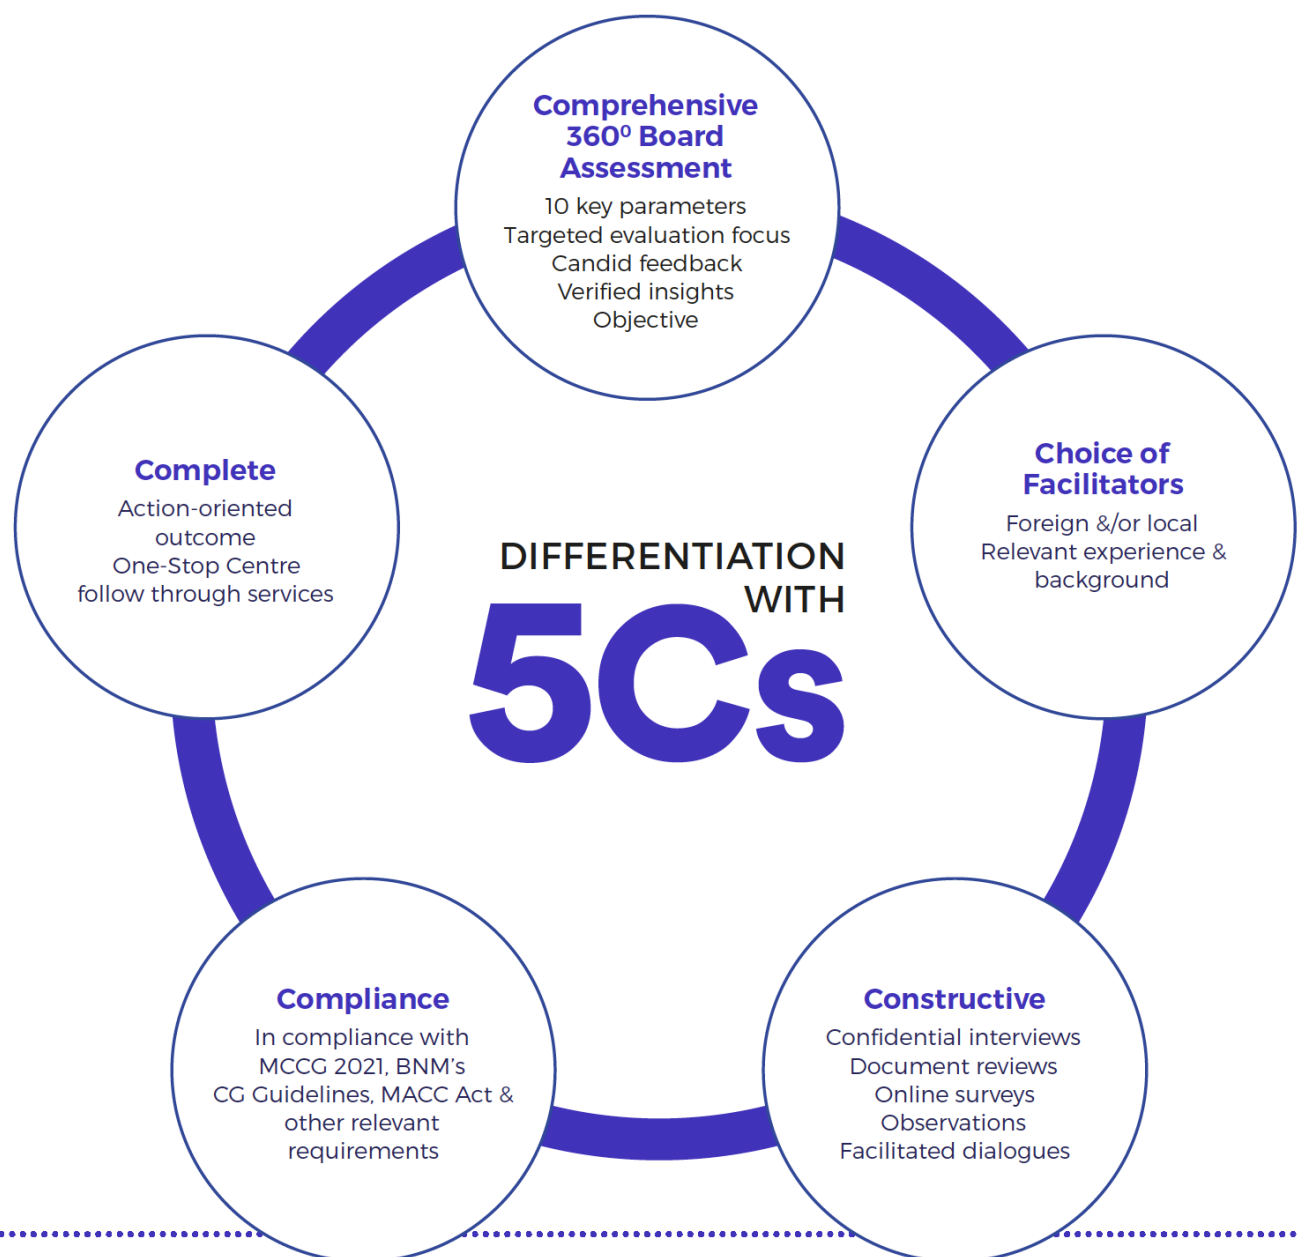 Comprehensive
360⁰ Board
Assessment
10 key parameters
Targeted evaluation focus
Candid feedback
Verified insights
Objective
Choice of
Facilitators
Foreign &/or local
Relevant experience &
background
Constructive
Confidential interviews
Document reviews
Online surveys
Observations
Facilitated dialogues
Compliance
In compliance with
MCCG 2021, BNM’s
CG Guidelines, MACC Act &
other relevant
requirements
Complete
Action-oriented
outcome
One-Stop Centre
follow through services
DIFFERENTIATION
WITH
5Cs